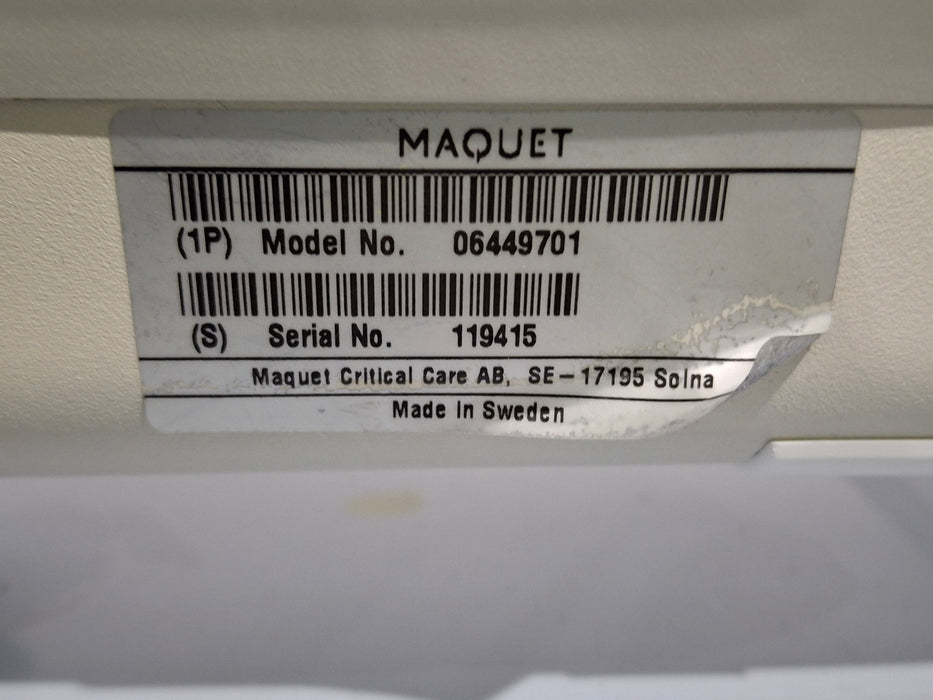 MAQUET
(1P) Model No. 06449701
(S) Serial No. 119415
Maquet Critical Care AB, SE-17195 Solna
Made in Sweden